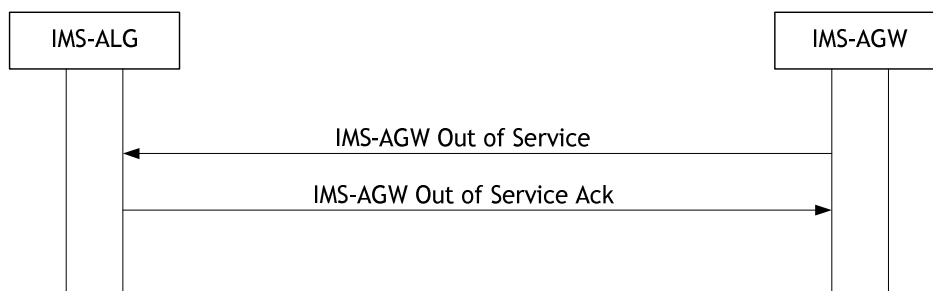 IMS-ALG
IMS-AGW
IMS-AGW Out of Service
IMS-AGW Out of Service Ack